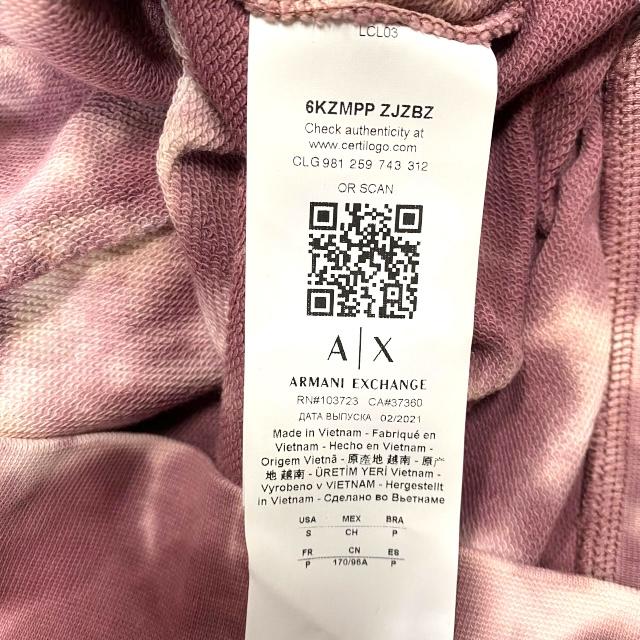 LCL03
6KZMPP ZJZBZ
Check authenticity at
www.certilogo.com
CLG 981 259 743 312
OR SCAN
A|X
ARMANI EXCHANGE
RN#103723 CA#37360
ДАТА ВЫПУСКА 02/2021
Made in Vietnam - Fabriqué en
Vietnam - Hecho en Vietnam -
Origem Vietnã - 原産地 越南 - 原产
地 越南 - ÜRETİM YERİ Vietnam -
Vyrobeno v VIETNAM - Hergestellt
in Vietnam - Сделано во Вьетнаме
USA MEX BRA
S CH P
FR CN ES
P 170/96A P